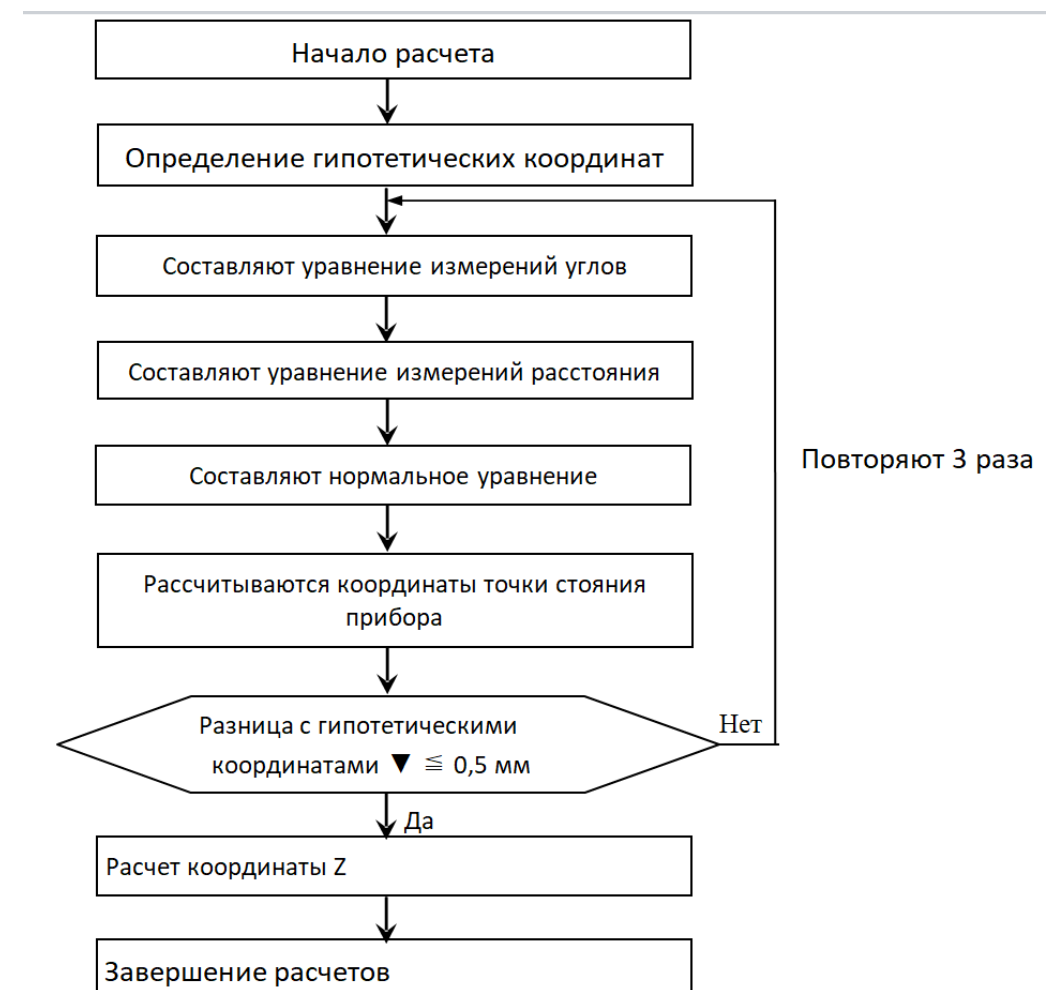 Начало расчета
Определение гипотетических координат
Составляют уравнение измерений углов
Составляют уравнение измерений расстояния
Составляют нормальное уравнение
Повторяют 3 раза
Рассчитываются координаты точки стояния
прибора
Разница с гипотетическими
координатами ▼ ≦ 0,5 мм
Нет
Да
Расчет координаты Z
Завершение расчетов